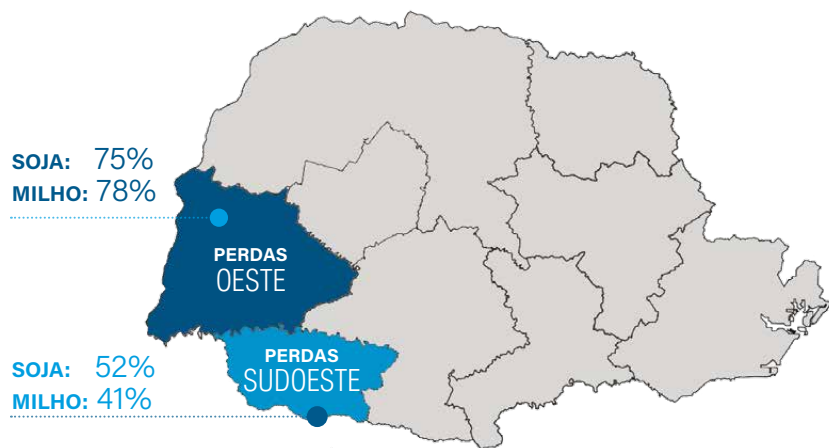 SOJA: 75%
MILHO: 78%
PERDAS
OESTE
PERDAS
SUDOESTE
SOJA: 52%
MILHO: 41%